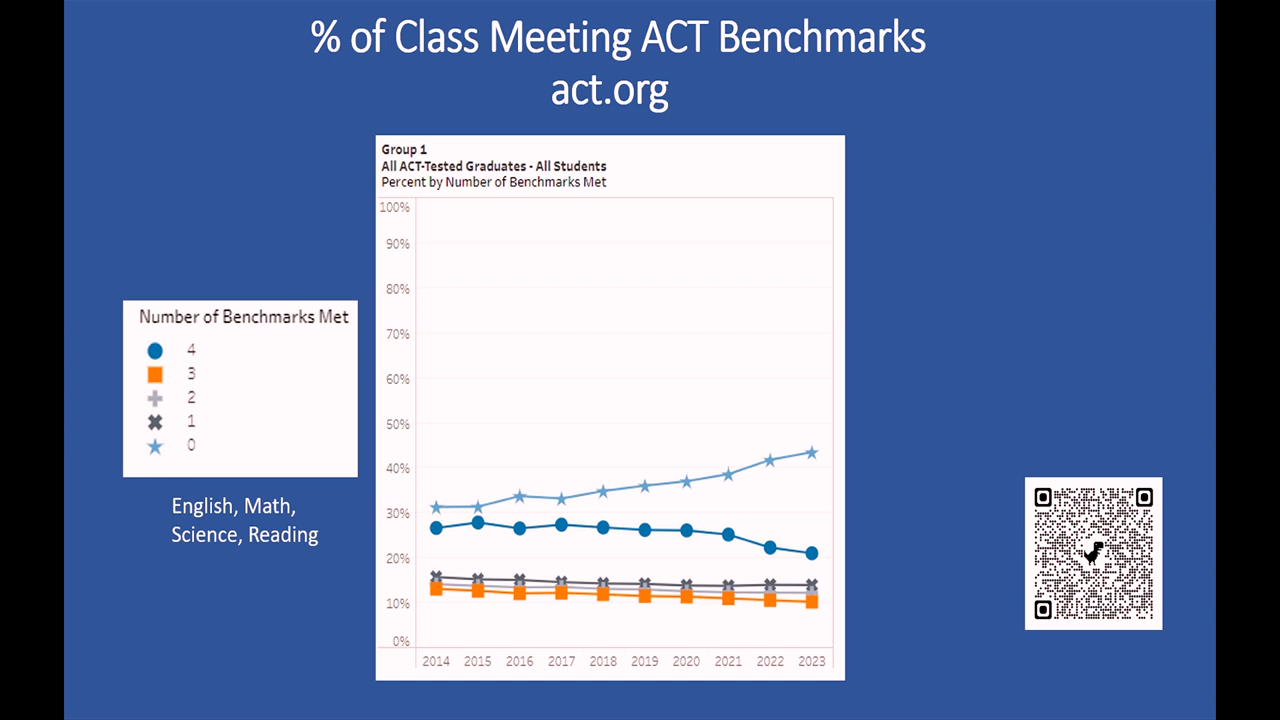 % of Class Meeting ACT Benchmarks
act.org
Group 1
All ACT-Tested Graduates - All Students
Percent by Number of Benchmarks Met
100%
90%
80%
70%
60%
50%
40%
30%
20%
10%
0%
2014 2015 2016 2017 2018 2019 2020 2021 2022 2023
Number of Benchmarks Met
4
3
2
1
0
English, Math,
Science, Reading